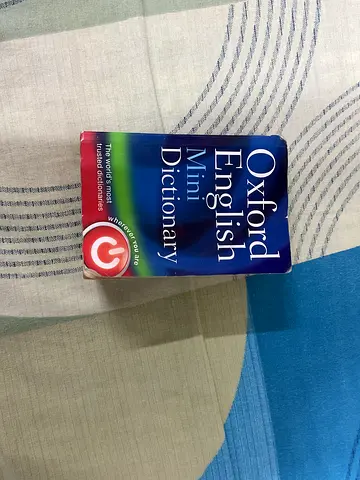 Oxford
English
Mini
Dictionary
wherever you are
The world's most
trusted dictionaries